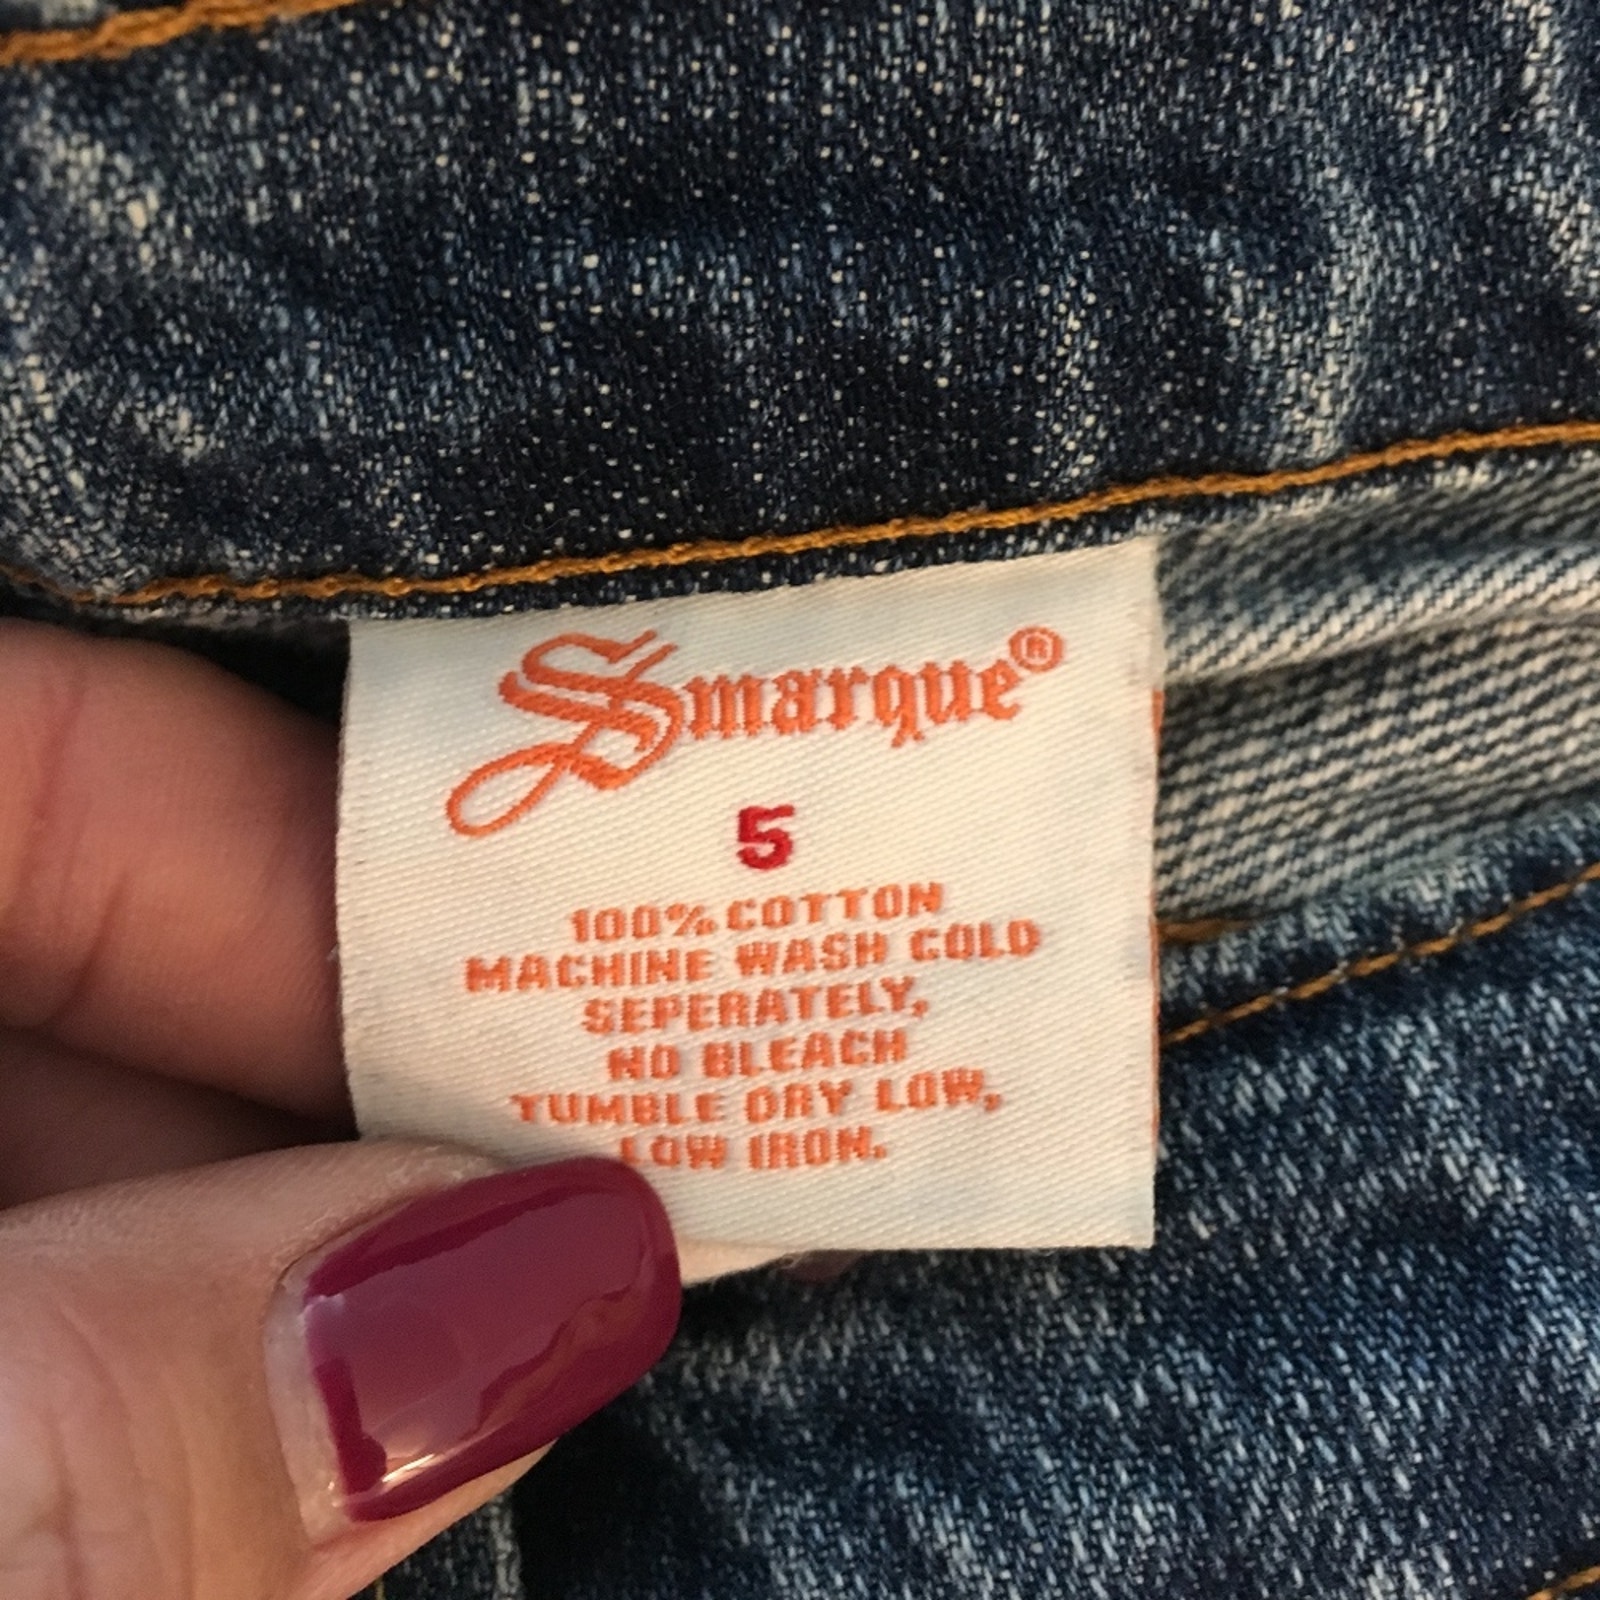 Smarque®
5
100% COTTON
MACHINE WASH COLD
SEPERATELY,
NO BLEACH
TUMBLE DRY LOW,
LOW IRON.